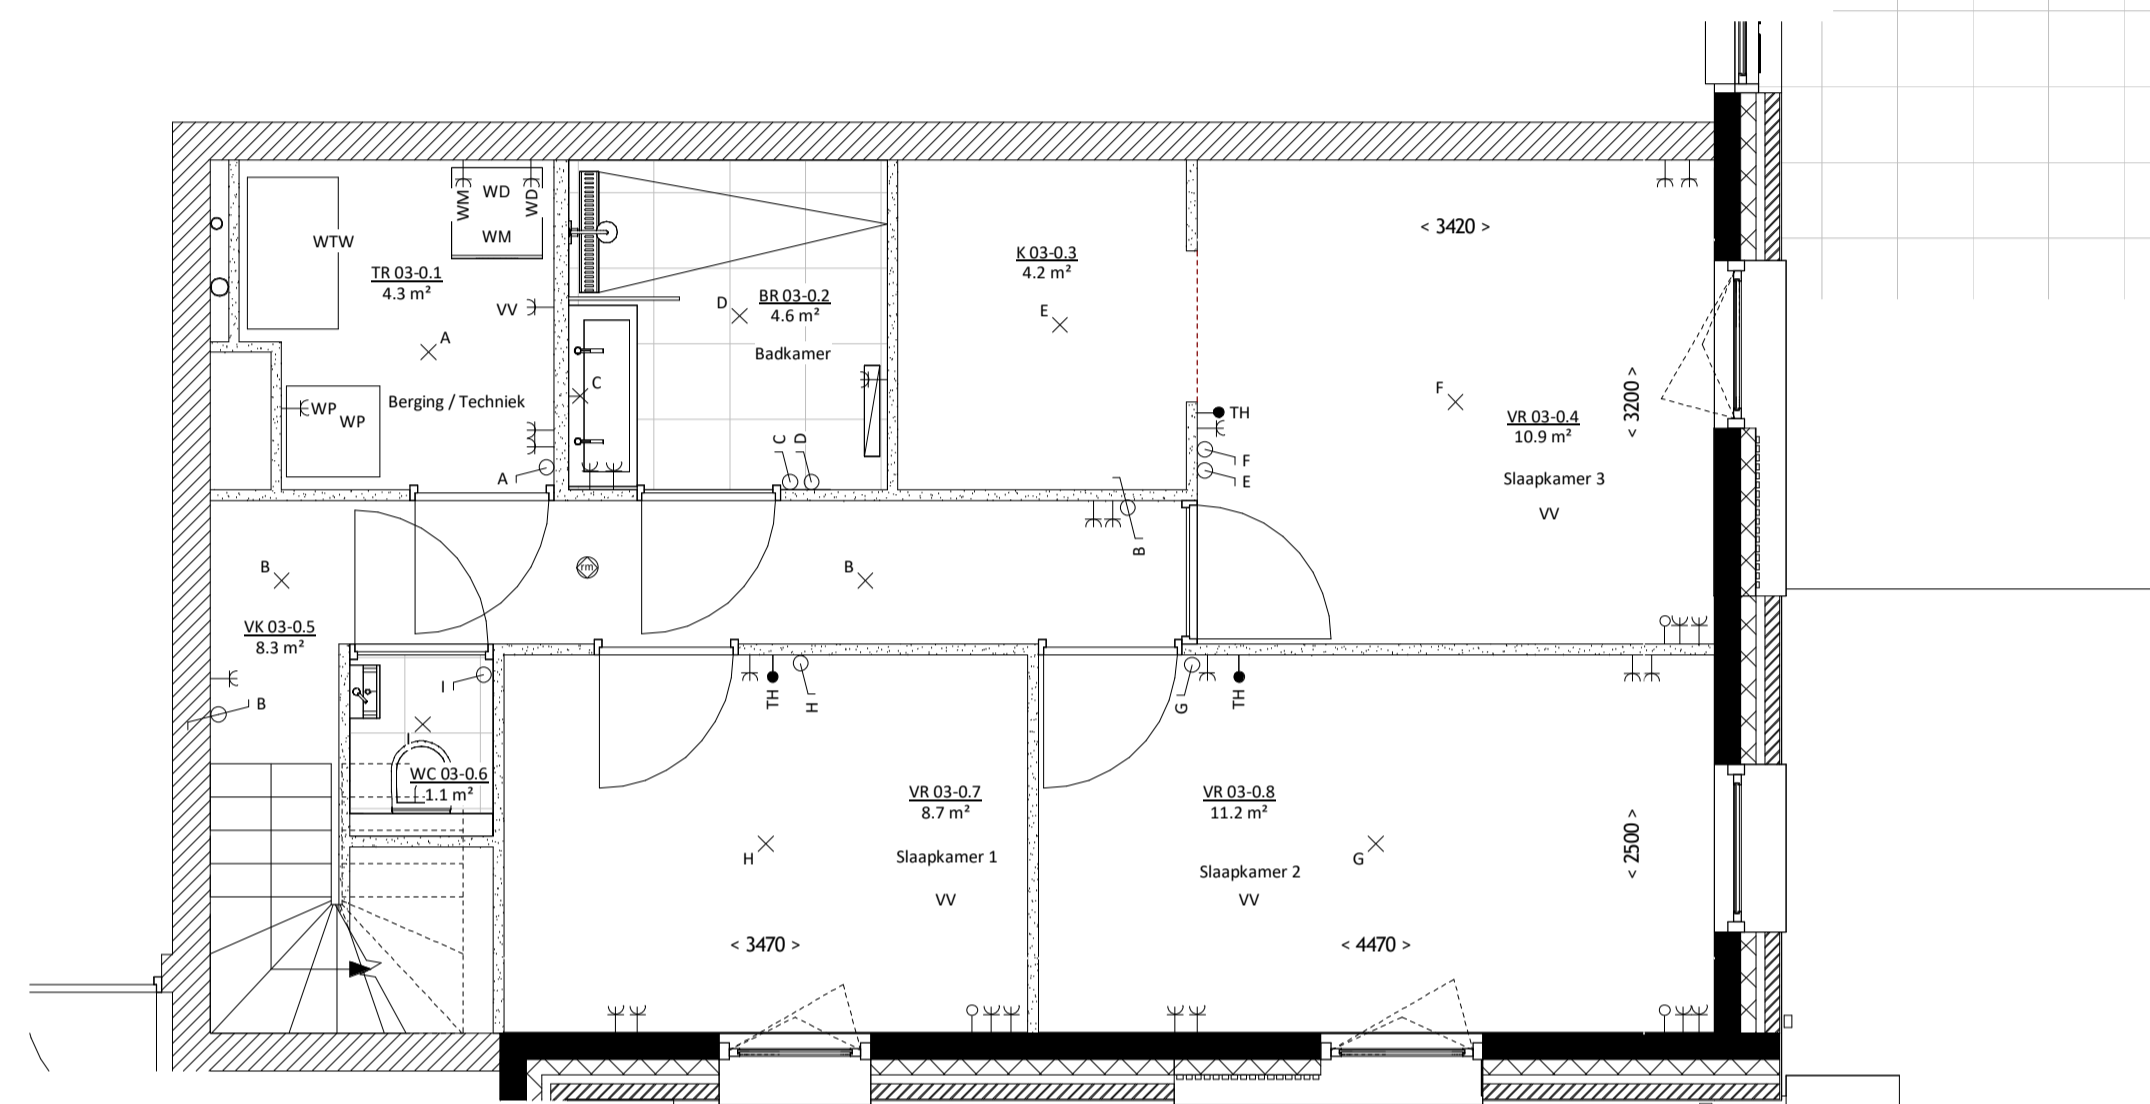 WM
WD
WD
WM
WTW
TR 03-0.1
4.3 m²
VV
A
WP
WP
Berging / Techniek
A
D
BR 03-0.2
4.6 m²
Badkamer
C
C
D
K 03-0.3
4.2 m²
E
< 3420 >
F
< 3200 >
VR 03-0.4
10.9 m²
Slaapkamer 3
VV
TH
F
E
B
B
rm
B
VK 03-0.5
8.3 m²
B
I
I
WC 03-0.6
1.1 m²
TH
H
VR 03-0.7
8.7 m²
H
Slaapkamer 1
VV
< 3470 >
G
TH
VR 03-0.8
11.2 m²
G
Slaapkamer 2
VV
< 2500 >
< 4470 >